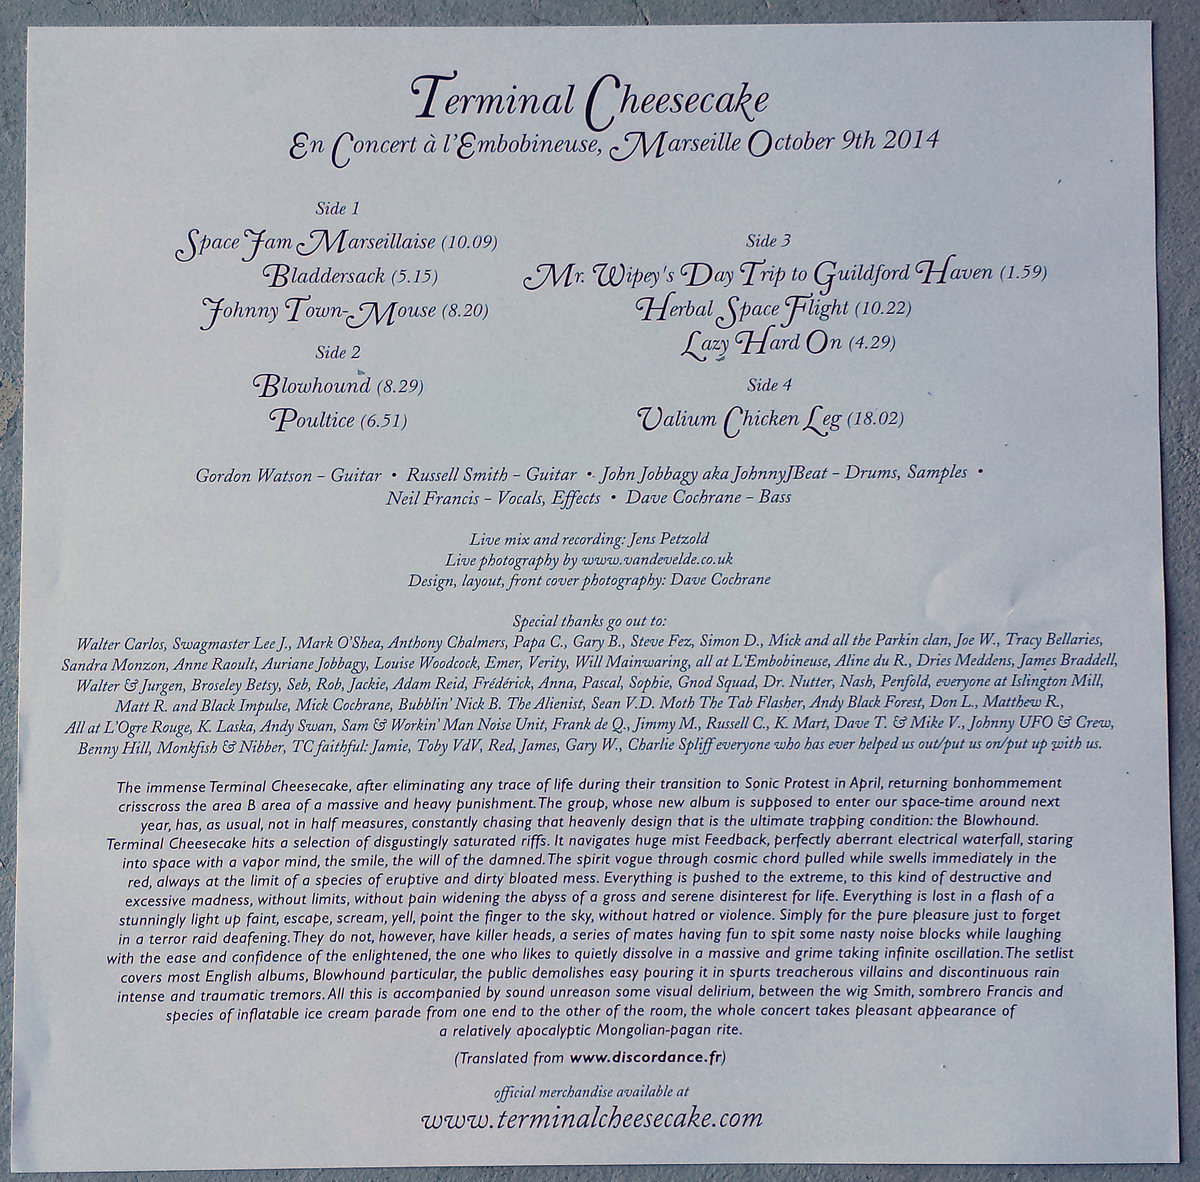 Terminal Cheesecake
En Concert à l'Embobineuse, Marseille October 9th 2014
Side 1
Space Jam Marseillaise (10.09)
Bladdersack (5.15)
Johnny Town-Mouse (8.20)
Side 2
Blowhound (8.29)
Poultice (6.51)
Side 3
Mr. Wipey's Day Trip to Guildford Haven (1.59)
Herbal Space Flight (10.22)
Lazy Hard On (4.29)
Side 4
Valium Chicken Leg (18.02)
Gordon Watson – Guitar • Russell Smith – Guitar • John Jobbagy aka JohnnyJBeat – Drums, Samples •
Neil Francis – Vocals, Effects • Dave Cochrane – Bass
Live mix and recording: Jens Petzold
Live photography by www.vandevelde.co.uk
Design, layout, front cover photography: Dave Cochrane
Special thanks go out to:
Walter Carlos, Swagmaster Lee J., Mark O'Shea, Anthony Chalmers, Papa C., Gary B., Steve Fez, Simon D., Mick and all the Parkin clan, Joe W., Tracy Bellaries,
Sandra Monzon, Anne Raoult, Auriane Jobbagy, Louise Woodcock, Emer, Verity, Will Mainwaring, all at L'Embobineuse, Aline du R., Dries Meddens, James Braddell,
Walter & Jurgen, Broseley Betsy, Seb, Rob, Jackie, Adam Reid, Frédérick, Anna, Pascal, Sophie, Gnod Squad, Dr. Nutter, Nash, Penfold, everyone at Islington Mill,
Matt R. and Black Impulse, Mick Cochrane, Bubblin' Nick B. The Alienist, Sean V.D. Moth The Tab Flasher, Andy Black Forest, Don L., Matthew R.,
All at L'Ogre Rouge, K. Laska, Andy Swan, Sam & Workin' Man Noise Unit, Frank de Q., Jimmy M., Russell C., K. Mart, Dave T. & Mike V., Johnny UFO & Crew,
Benny Hill, Monkfish & Nibber, TC faithful: Jamie, Toby VdV, Red, James, Gary W., Charlie Spliff everyone who has ever helped us out/put us on/put up with us.
The immense Terminal Cheesecake, after eliminating any trace of life during their transition to Sonic Protest in April, returning bonhommement
crisscross the area B area of a massive and heavy punishment. The group, whose new album is supposed to enter our space-time around next
year, has, as usual, not in half measures, constantly chasing that heavenly design that is the ultimate trapping condition: the Blowhound.
Terminal Cheesecake hits a selection of disgustingly saturated riffs. It navigates huge mist Feedback, perfectly aberrant electrical waterfall, staring
into space with a vapor mind, the smile, the will of the damned. The spirit vogue through cosmic chord pulled while swells immediately in the
red, always at the limit of a species of eruptive and dirty bloated mess. Everything is pushed to the extreme, to this kind of destructive and
excessive madness, without limits, without pain widening the abyss of a gross and serene disinterest for life. Everything is lost in a flash of a
stunningly light up faint, escape, scream, yell, point the finger to the sky, without hatred or violence. Simply for the pure pleasure just to forget
in a terror raid deafening. They do not, however, have killer heads, a series of mates having fun to spit some nasty noise blocks while laughing
with the ease and confidence of the enlightened, the one who likes to quietly dissolve in a massive and grime taking infinite oscillation. The setlist
covers most English albums, Blowhound particular, the public demolishes easy pouring it in spurts treacherous villains and discontinuous rain
intense and traumatic tremors. All this is accompanied by sound unreason some visual delirium, between the wig Smith, sombrero Francis and
species of inflatable ice cream parade from one end to the other of the room, the whole concert takes pleasant appearance of
a relatively apocalyptic Mongolian-pagan rite.
(Translated from www.discordance.fr)
official merchandise available at
www.terminalcheesecake.com